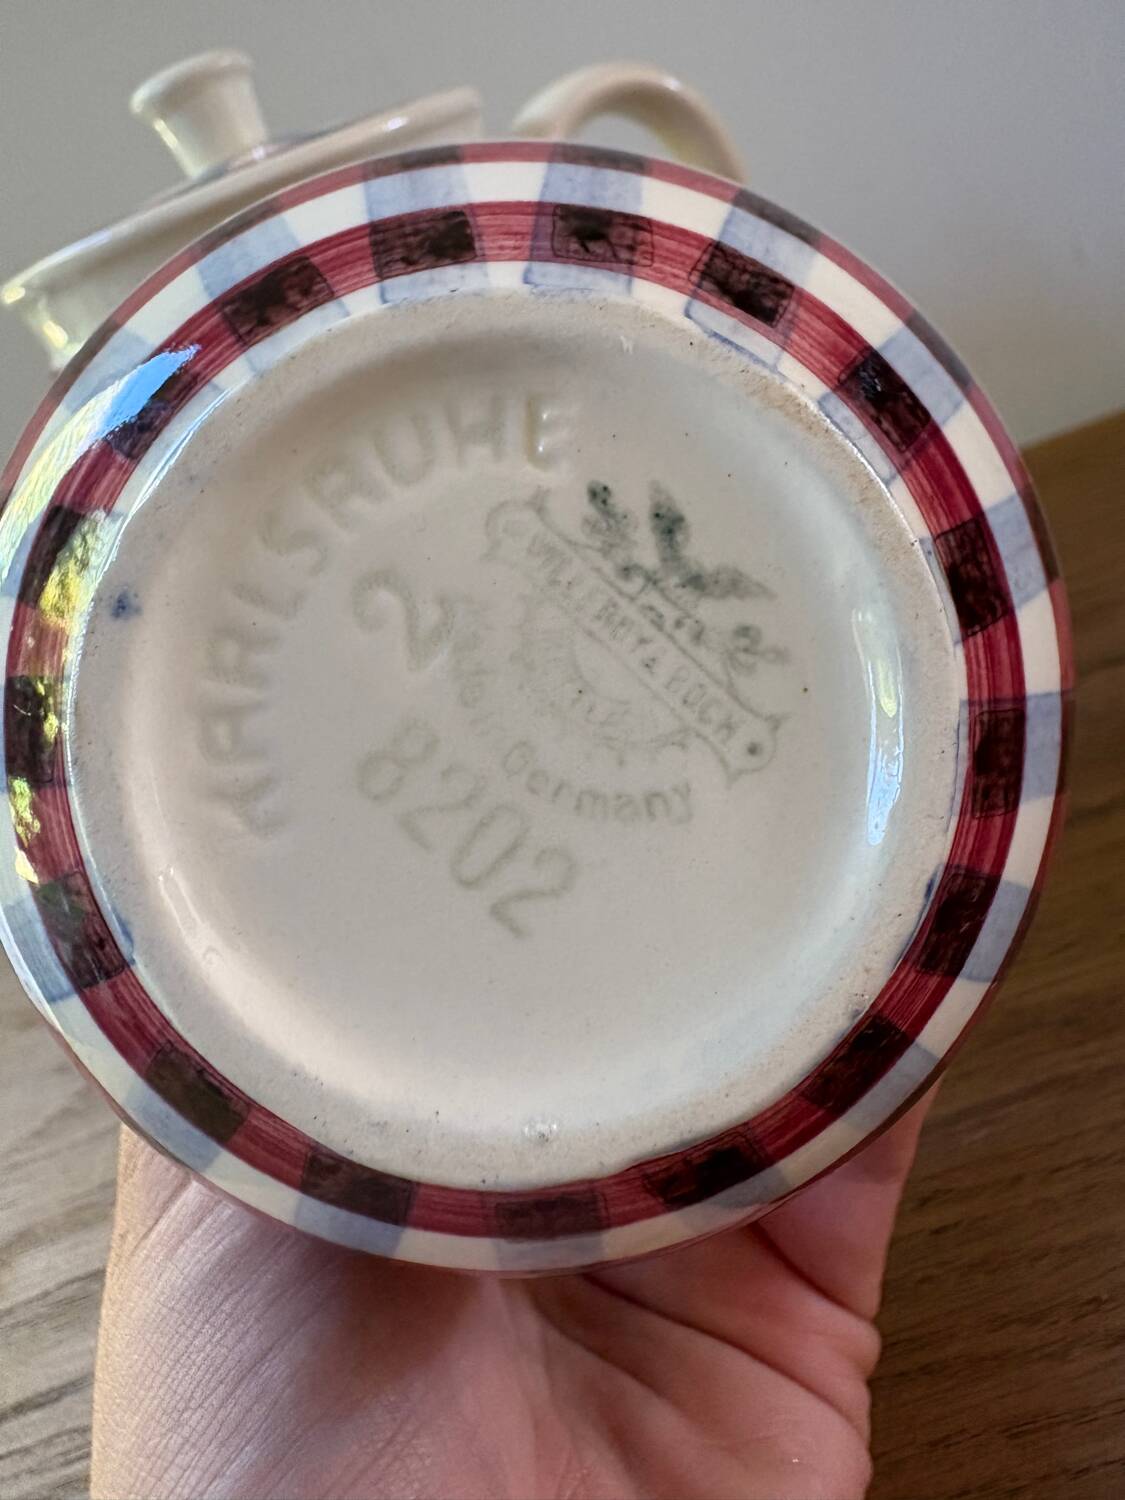 KARLSRUHE
VILLEROY & BOCH
2
Germany
8202